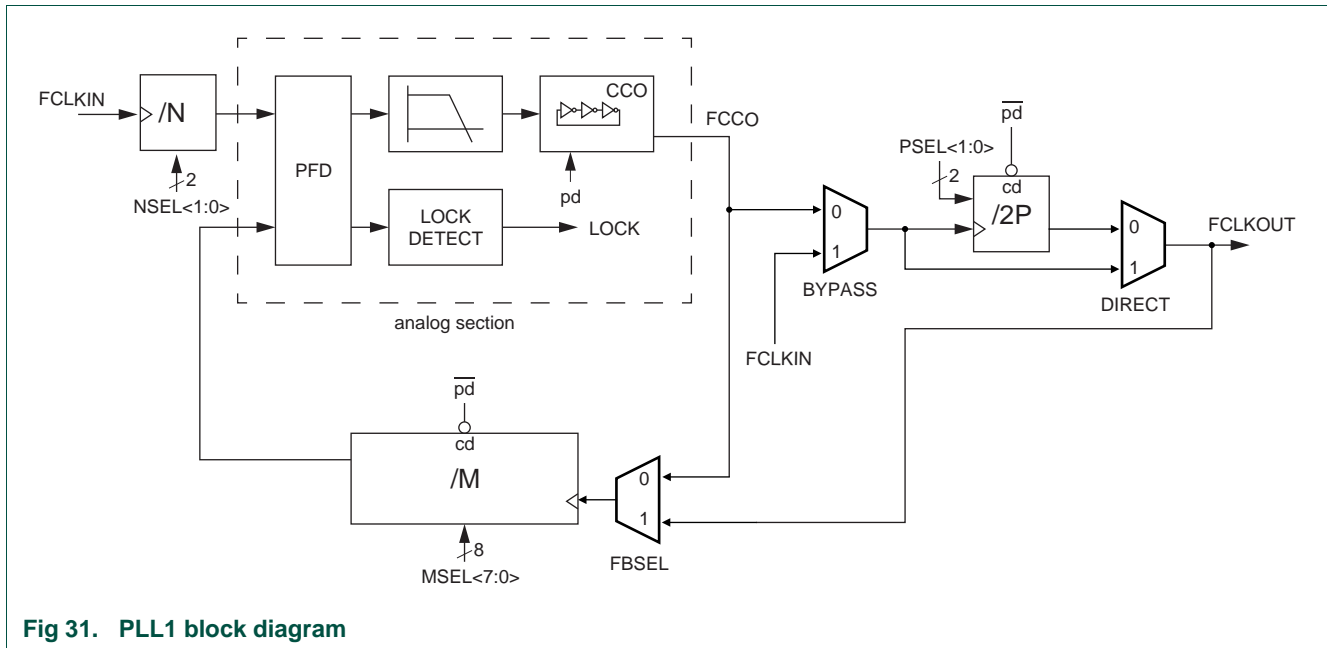 FCLKIN
/N
2
NSEL<1:0>
PFD
CCO
pd
LOCK
DETECT
LOCK
analog section
FCCO
0
1
BYPASS
FCLKIN
pd
PSEL<1:0>
2
cd
/2P
0
1
DIRECT
FCLKOUT
pd
cd
/M
8
MSEL<7:0>
0
1
FBSEL
Fig 31. PLL1 block diagram